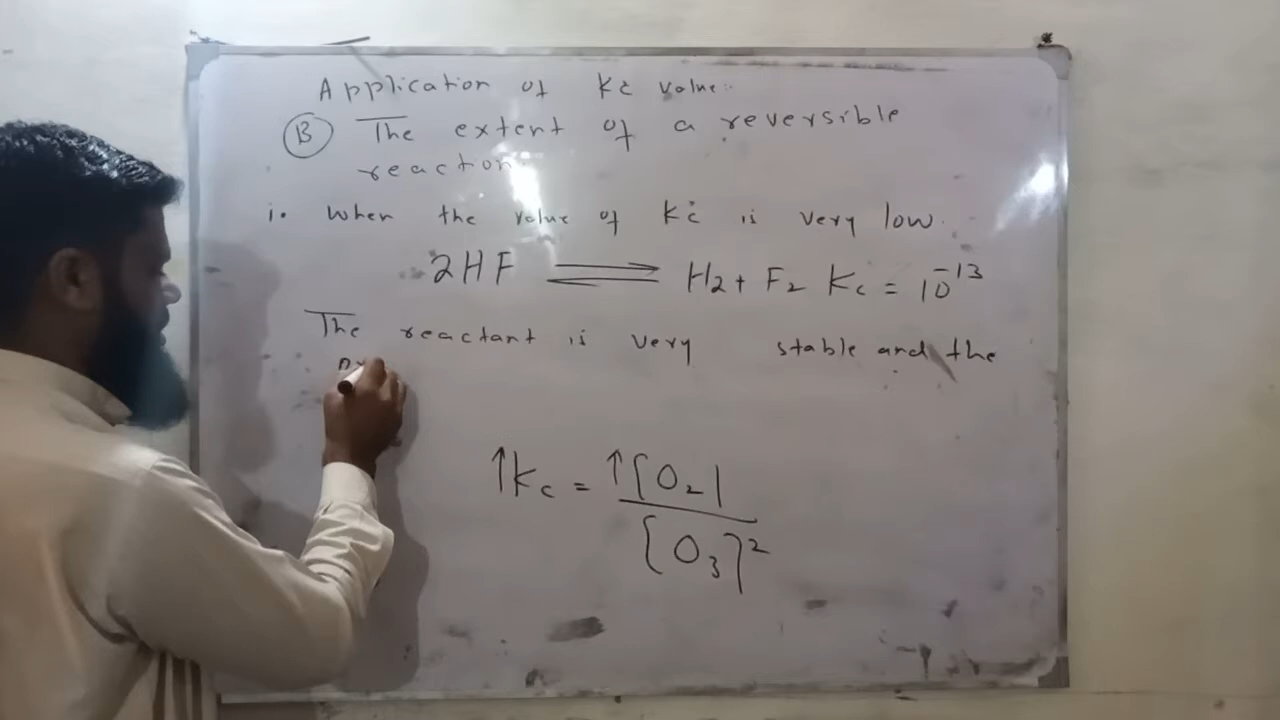 Application of Kc value:
B The extent of a reversible
reacton.
i. when the value of Kc is very low.
2HF ⇌ H2 + F2 Kc = 10^-13
The reactant is very stable and the
↑Kc = ↑[O2]
[O3]^2